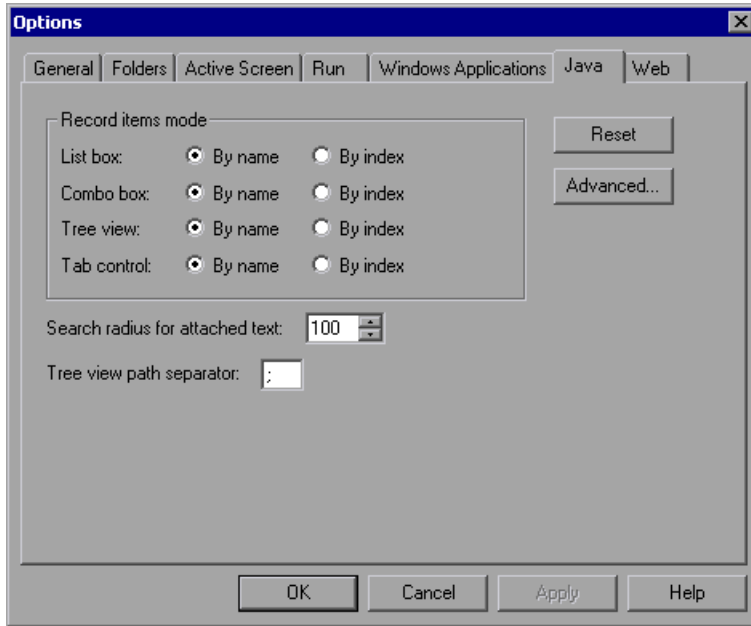 Options
General Folders Active Screen Run Windows Applications Java Web
Record items mode
List box: By name By index
Combo box: By name By index
Tree view: By name By index
Tab control: By name By index
Reset
Advanced...
Search radius for attached text: 100
Tree view path separator: ;
OK Cancel Apply Help